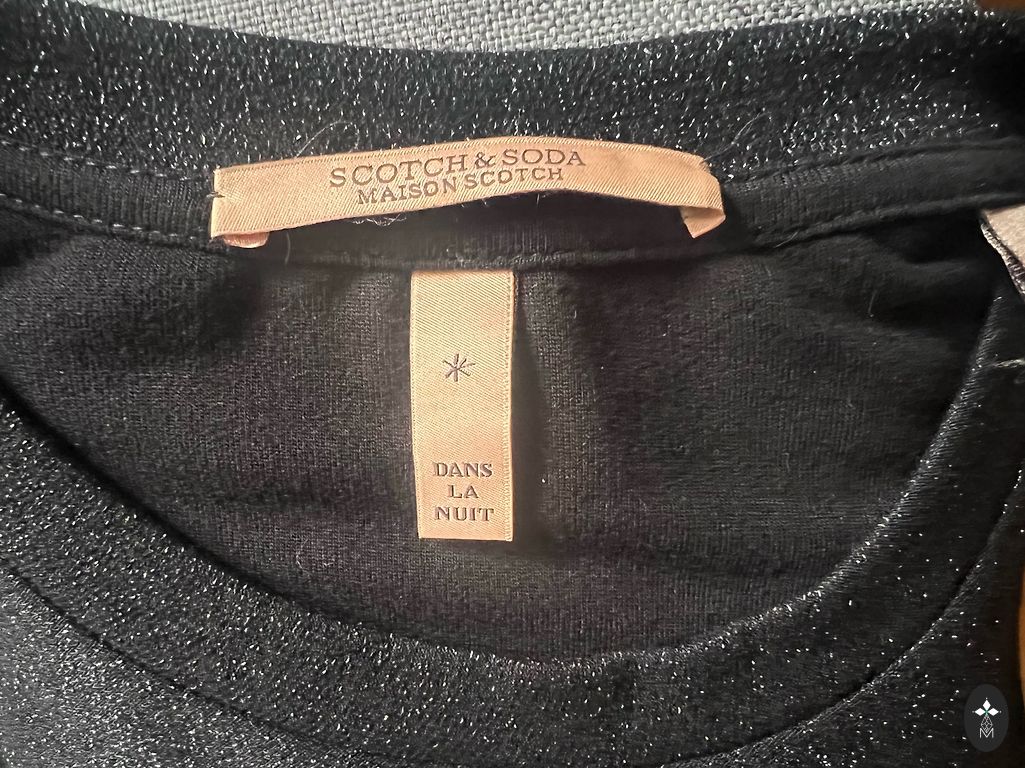 SCOTCH & SODA
MAISON SCOTCH
DANS
LA
NUIT
M